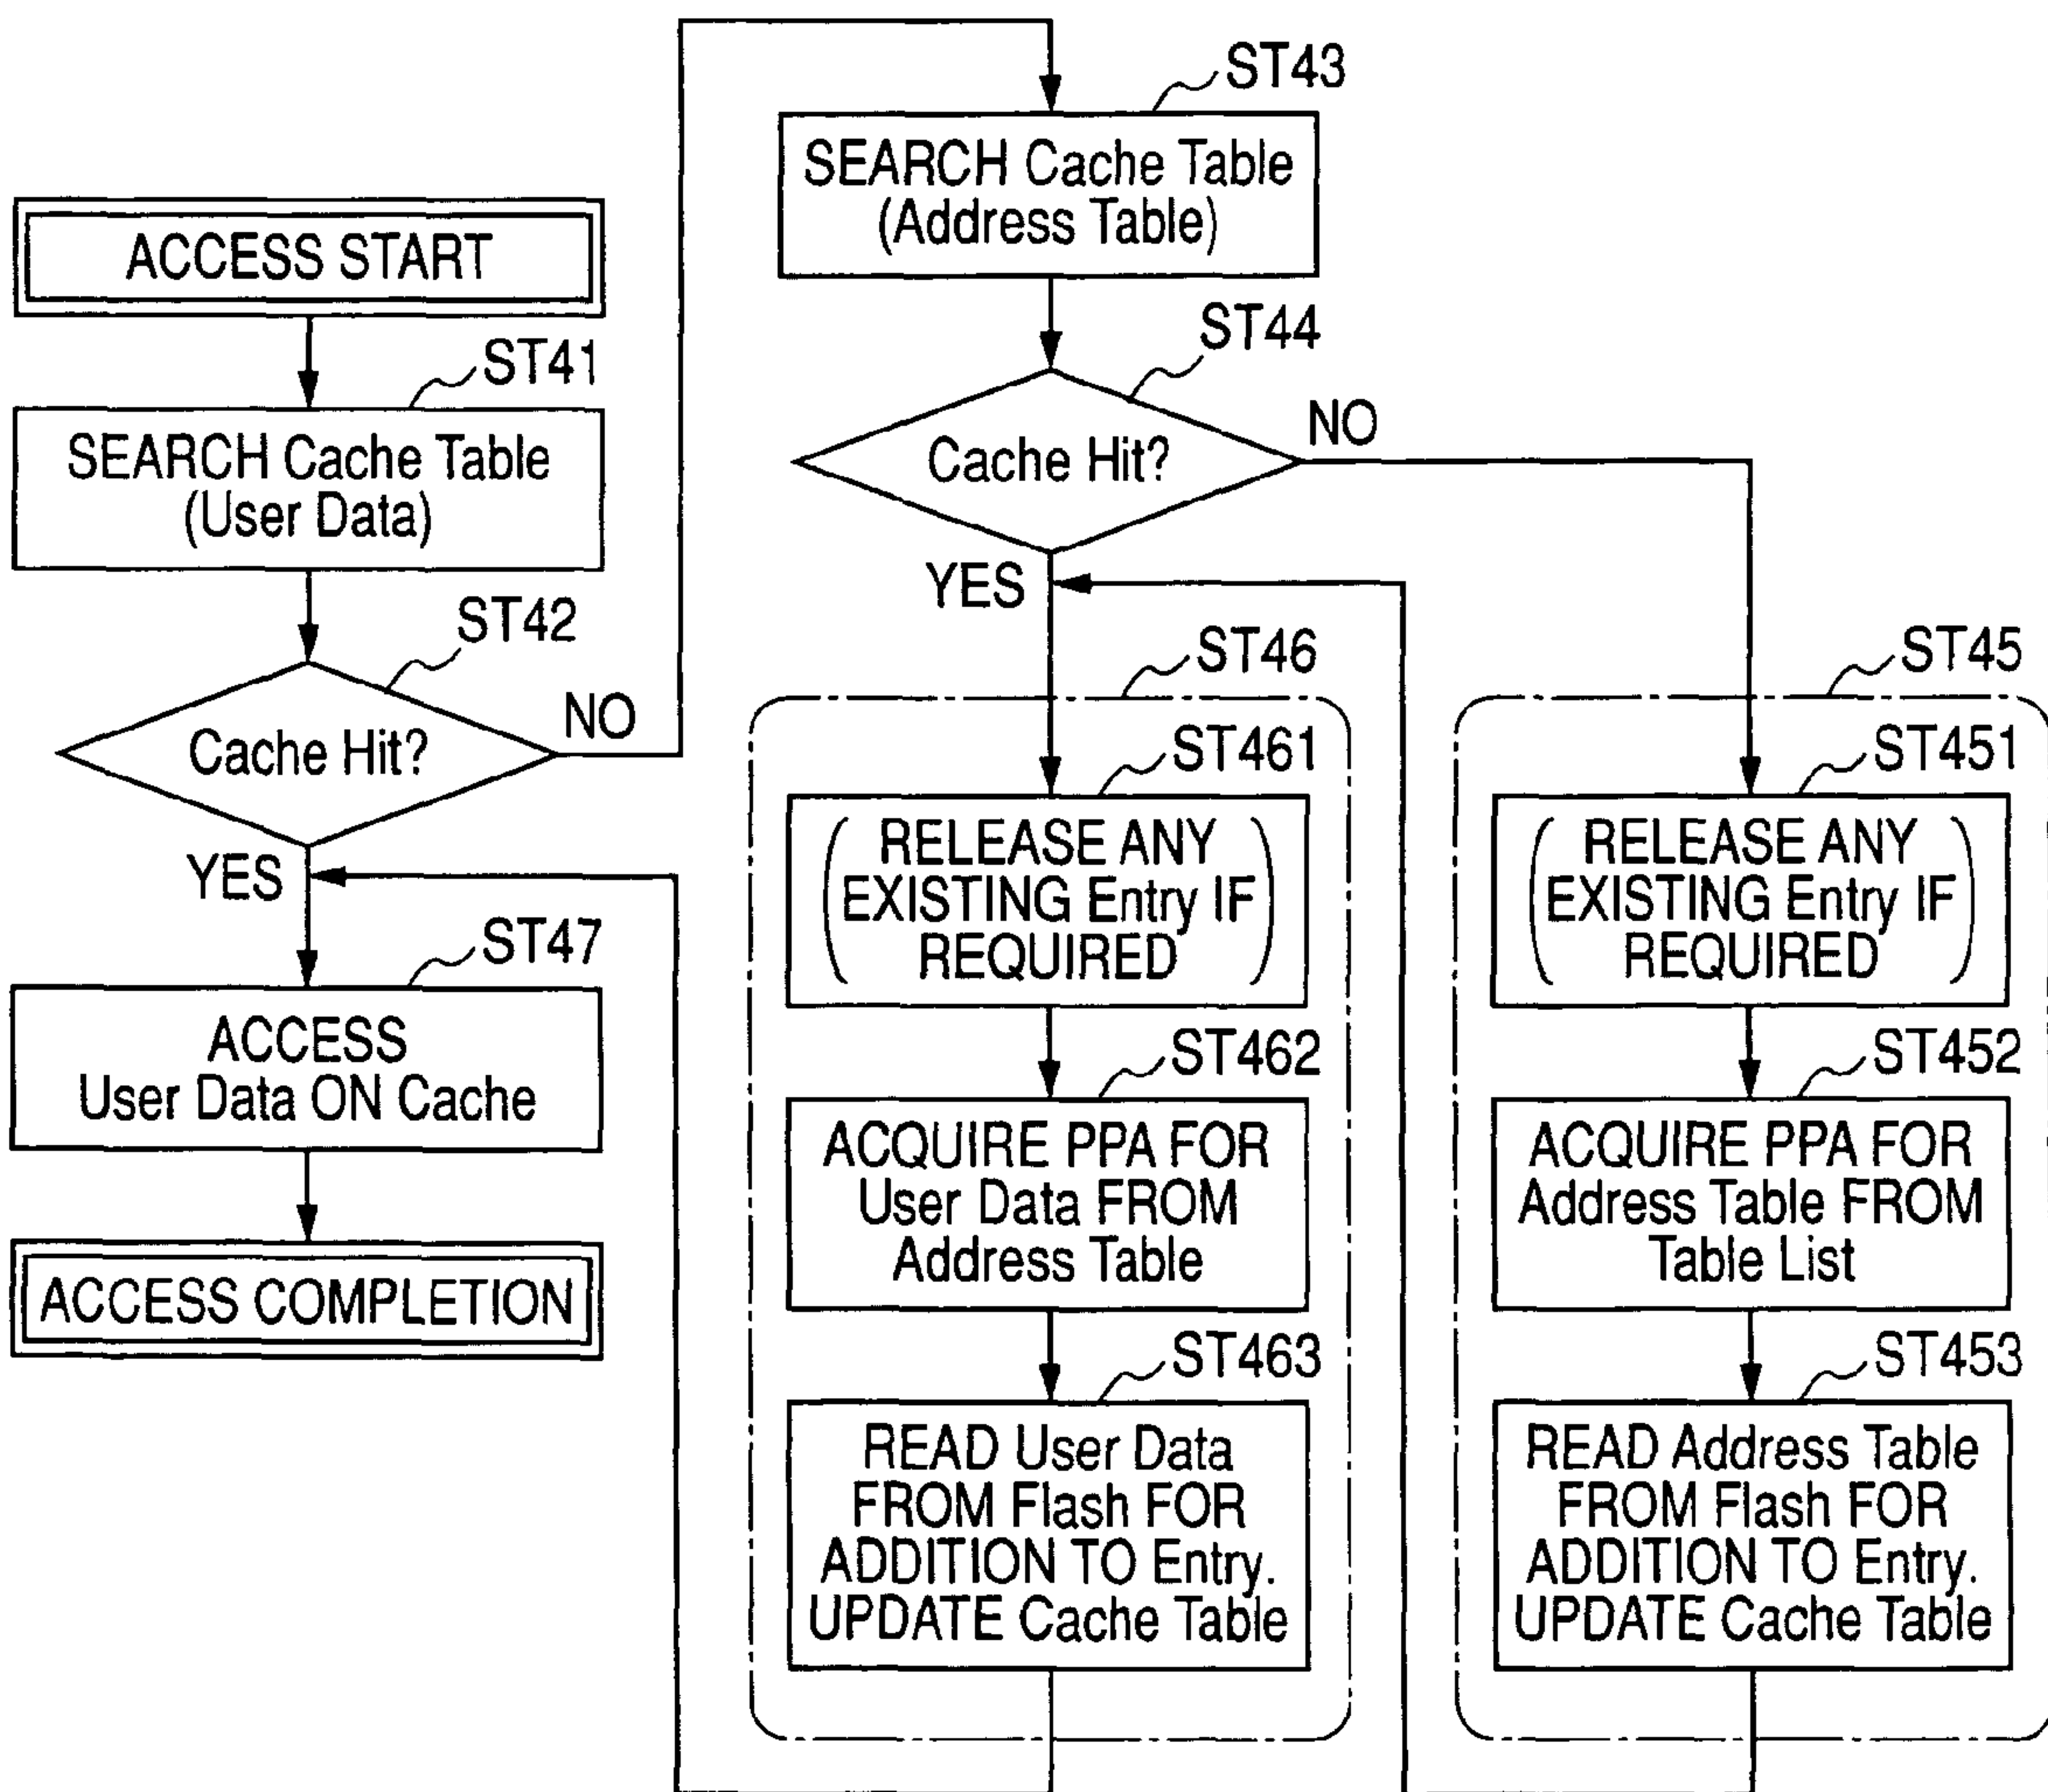 ACCESS START
ST41
SEARCH Cache Table
(User Data)
ST42
Cache Hit?
NO
YES
ST47
ACCESS
User Data ON Cache
ACCESS COMPLETION
ST43
SEARCH Cache Table
(Address Table)
ST44
Cache Hit?
NO
YES
ST46
ST461
(RELEASE ANY
EXISTING Entry IF
REQUIRED)
ST462
ACQUIRE PPA FOR
User Data FROM
Address Table
ST463
READ User Data
FROM Flash FOR
ADDITION TO Entry.
UPDATE Cache Table
ST45
ST451
(RELEASE ANY
EXISTING Entry IF
REQUIRED)
ST452
ACQUIRE PPA FOR
Address Table FROM
Table List
ST453
READ Address Table
FROM Flash FOR
ADDITION TO Entry.
UPDATE Cache Table